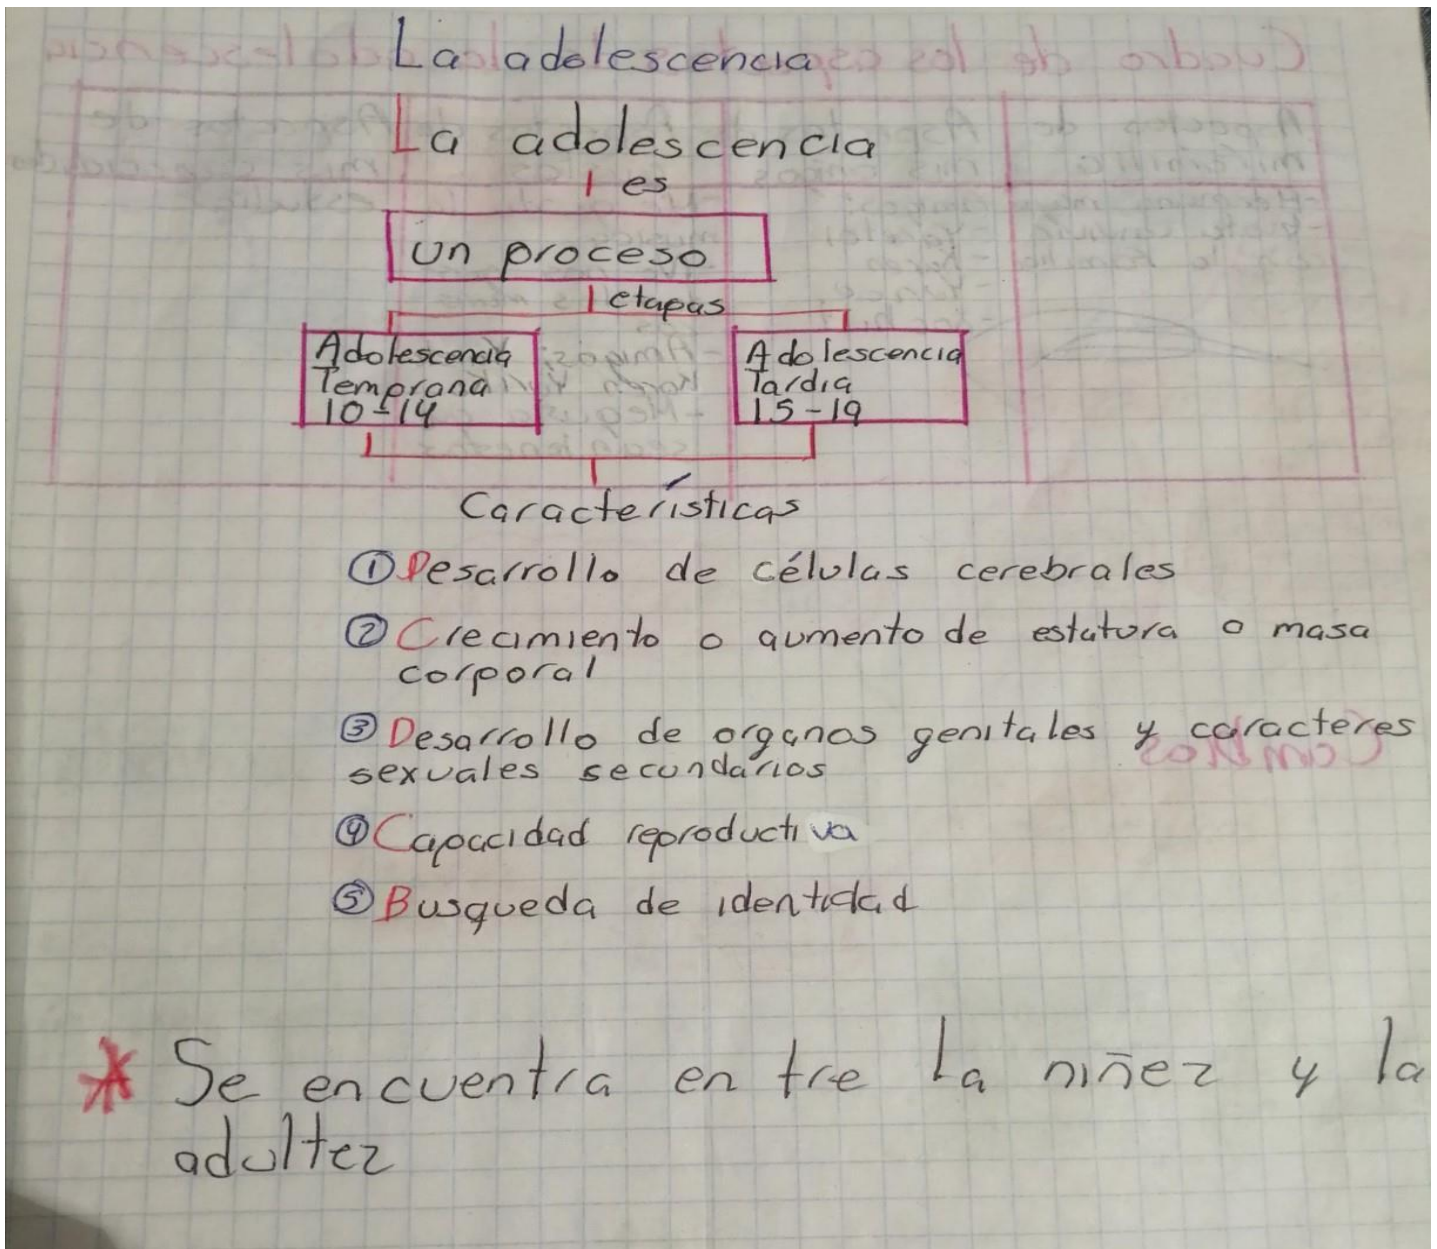 La adolescencia
La adolescencia
es
un proceso
etapas
Adolescencia
Temprana
10-14
Adolescencia
Tardia
15-19
Características
① Desarrollo de células cerebrales
② Crecimiento o aumento de estatura o masa
corporal
③ Desarrollo de organos genitales y caracteres
sexuales secundarios
④ Capacidad reproductiva
⑤ Busqueda de identidad
* Se encuentra en tre la niñez y la
adultez